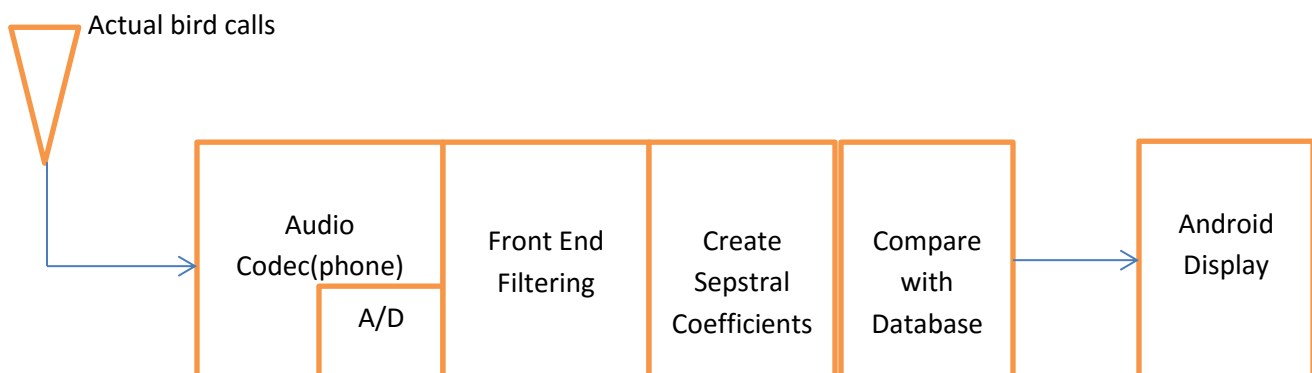 Actual bird calls
Audio
Codec(phone)
A/D
Front End
Filtering
Create
Sepstral
Coefficients
Compare
with
Database
Android
Display